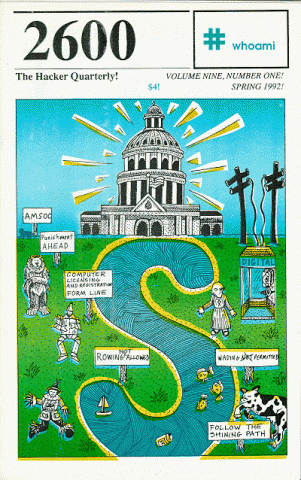 2600
# whoami
The Hacker Quarterly!
VOLUME NINE, NUMBER ONE!
$4!
SPRING 1992!
AMSOC
Punishment
AHEAD
COMPUTER
LICENSING
AND REGISTRATION
FORM LINE
DIGITAL
NOT
ROWING ALLOWED
WADING NOT PERMITTED
FOLLOW THE
SHINING PATH